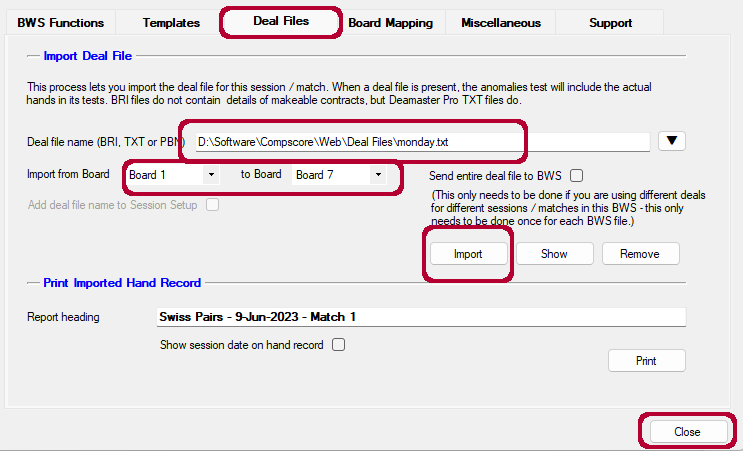 BWS Functions Templates Deal Files Board Mapping Miscellaneous Support
Import Deal File
This process lets you import the deal file for this session / match. When a deal file is present, the anomalies test will include the actual
hands in its tests. BRI files do not contain details of makeable contracts, but Deamaster Pro TXT files do.
Deal file name (BRI, TXT or PBN) D:\Software\Compscore\Web\Deal Files\monday.txt
Import from Board Board 1 to Board Board 7 Send entire deal file to BWS
(This only needs to be done if you are using different deals
for different sessions / matches in this BWS - this only
needs to be done once for each BWS file.)
Add deal file name to Session Setup
Import Show Remove
Print Imported Hand Record
Report heading Swiss Pairs - 9-Jun-2023 - Match 1
Show session date on hand record
Print
Close